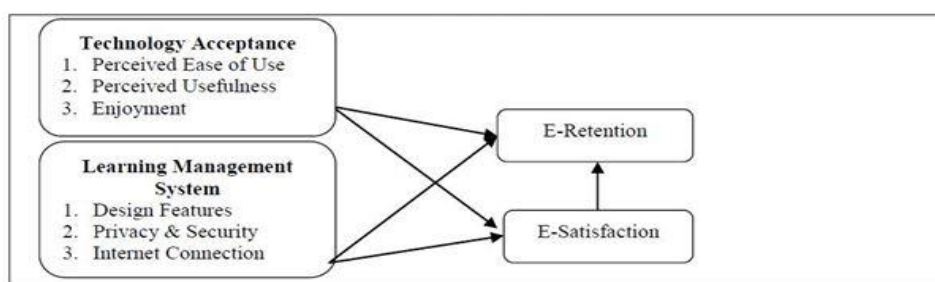 Technology Acceptance
1. Perceived Ease of Use
2. Perceived Usefulness
3. Enjoyment
Learning Management
System
1. Design Features
2. Privacy & Security
3. Internet Connection
E-Retention
E-Satisfaction